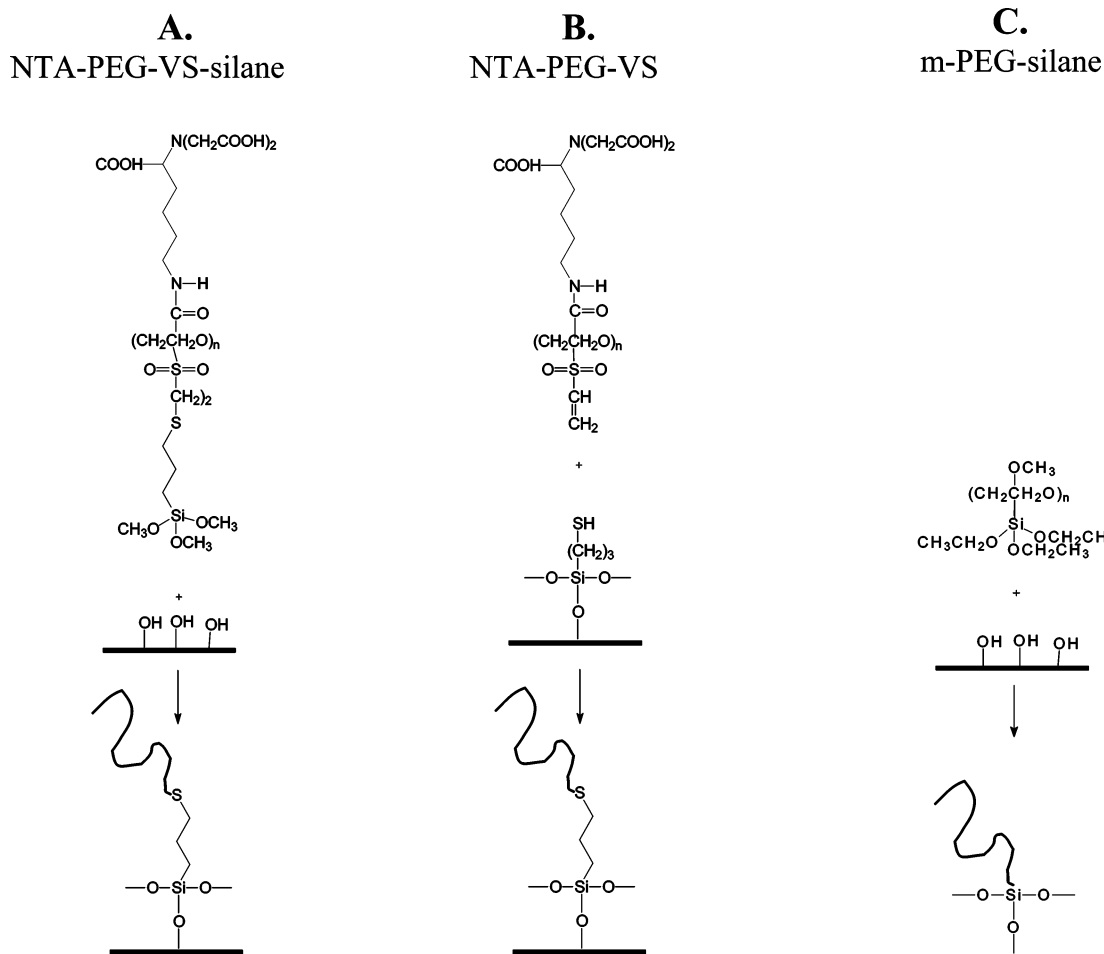 A.
NTA-PEG-VS-silane
N(CH2COOH)2
COOH
N–H
C=O
(CH2CH2O)n
O=S=O
CH2)2
S
Si
CH3O
OCH3
OCH3
+
OH OH OH
S
O–Si–O
O
B.
NTA-PEG-VS
N(CH2COOH)2
COOH
N–H
C=O
(CH2CH2O)n
O=S=O
CH
CH2
+
SH
(CH2)3
O–Si–O
O
S
O–Si–O
O
C.
m-PEG-silane
OCH3
(CH2CH2O)n
Si
CH3CH2O
OCH2CH
OCH2CH3
+
OH OH OH
O–Si–O
O